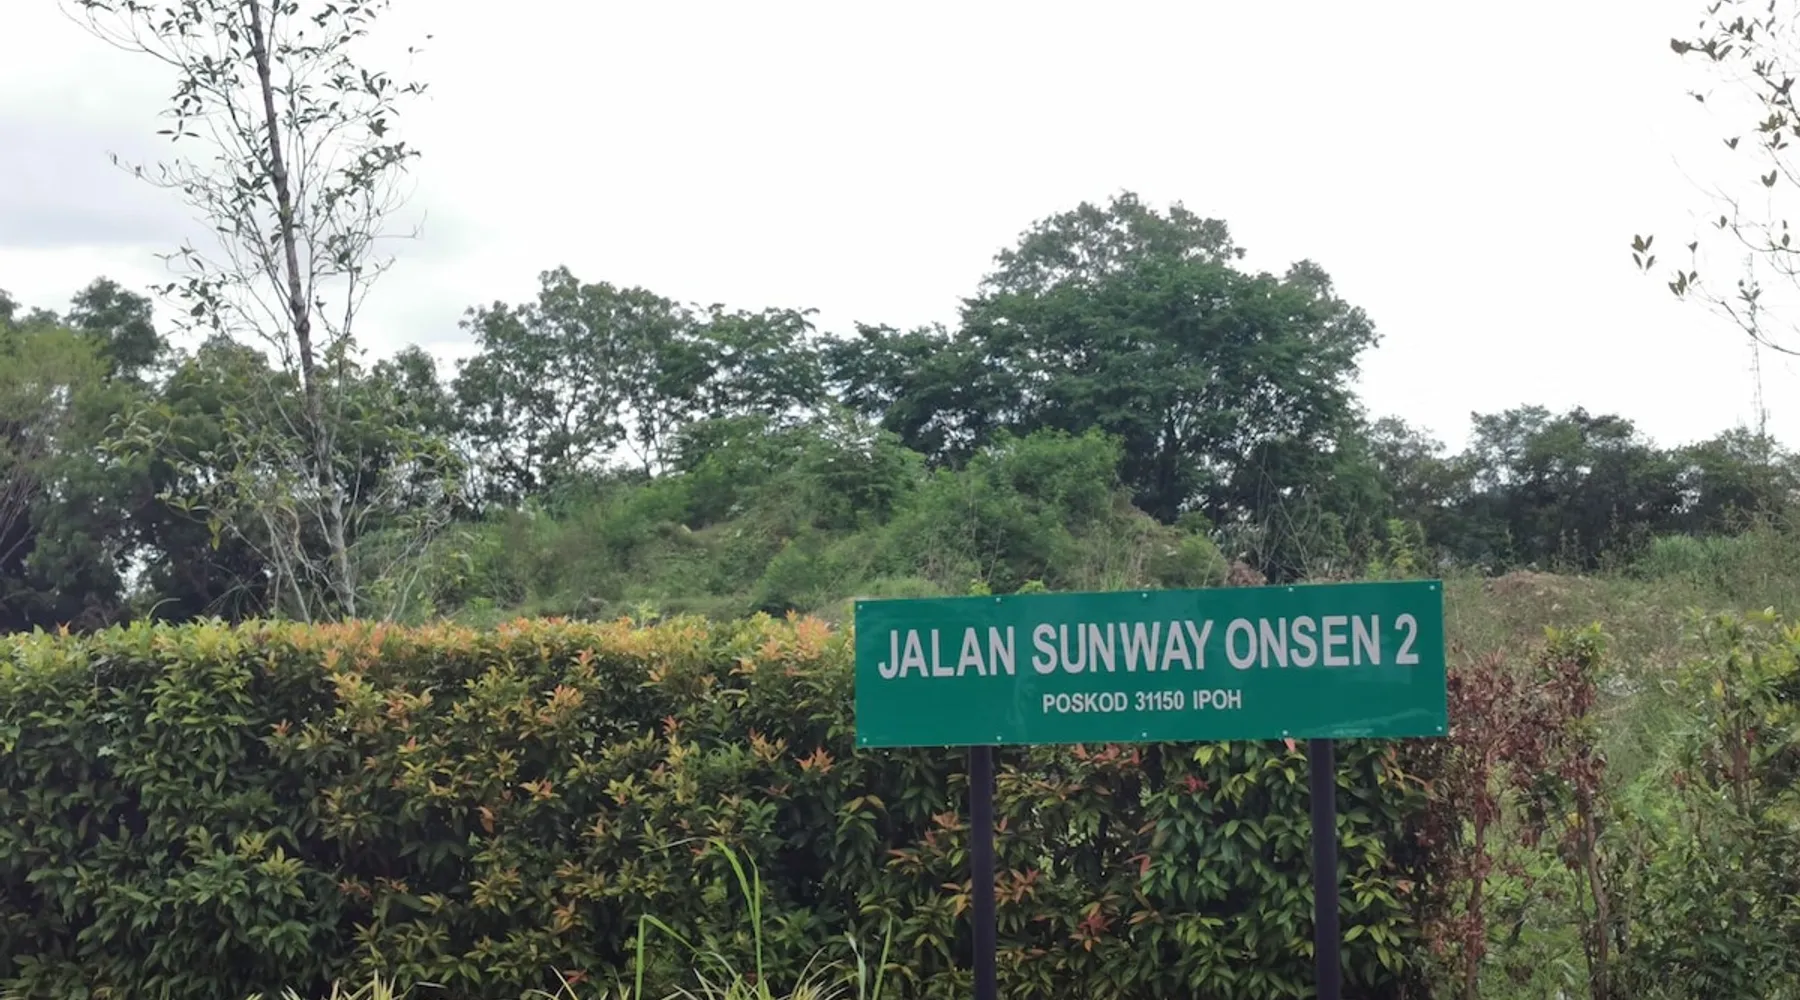 JALAN SUNWAY ONSEN 2
POSKOD 31150 IPOH